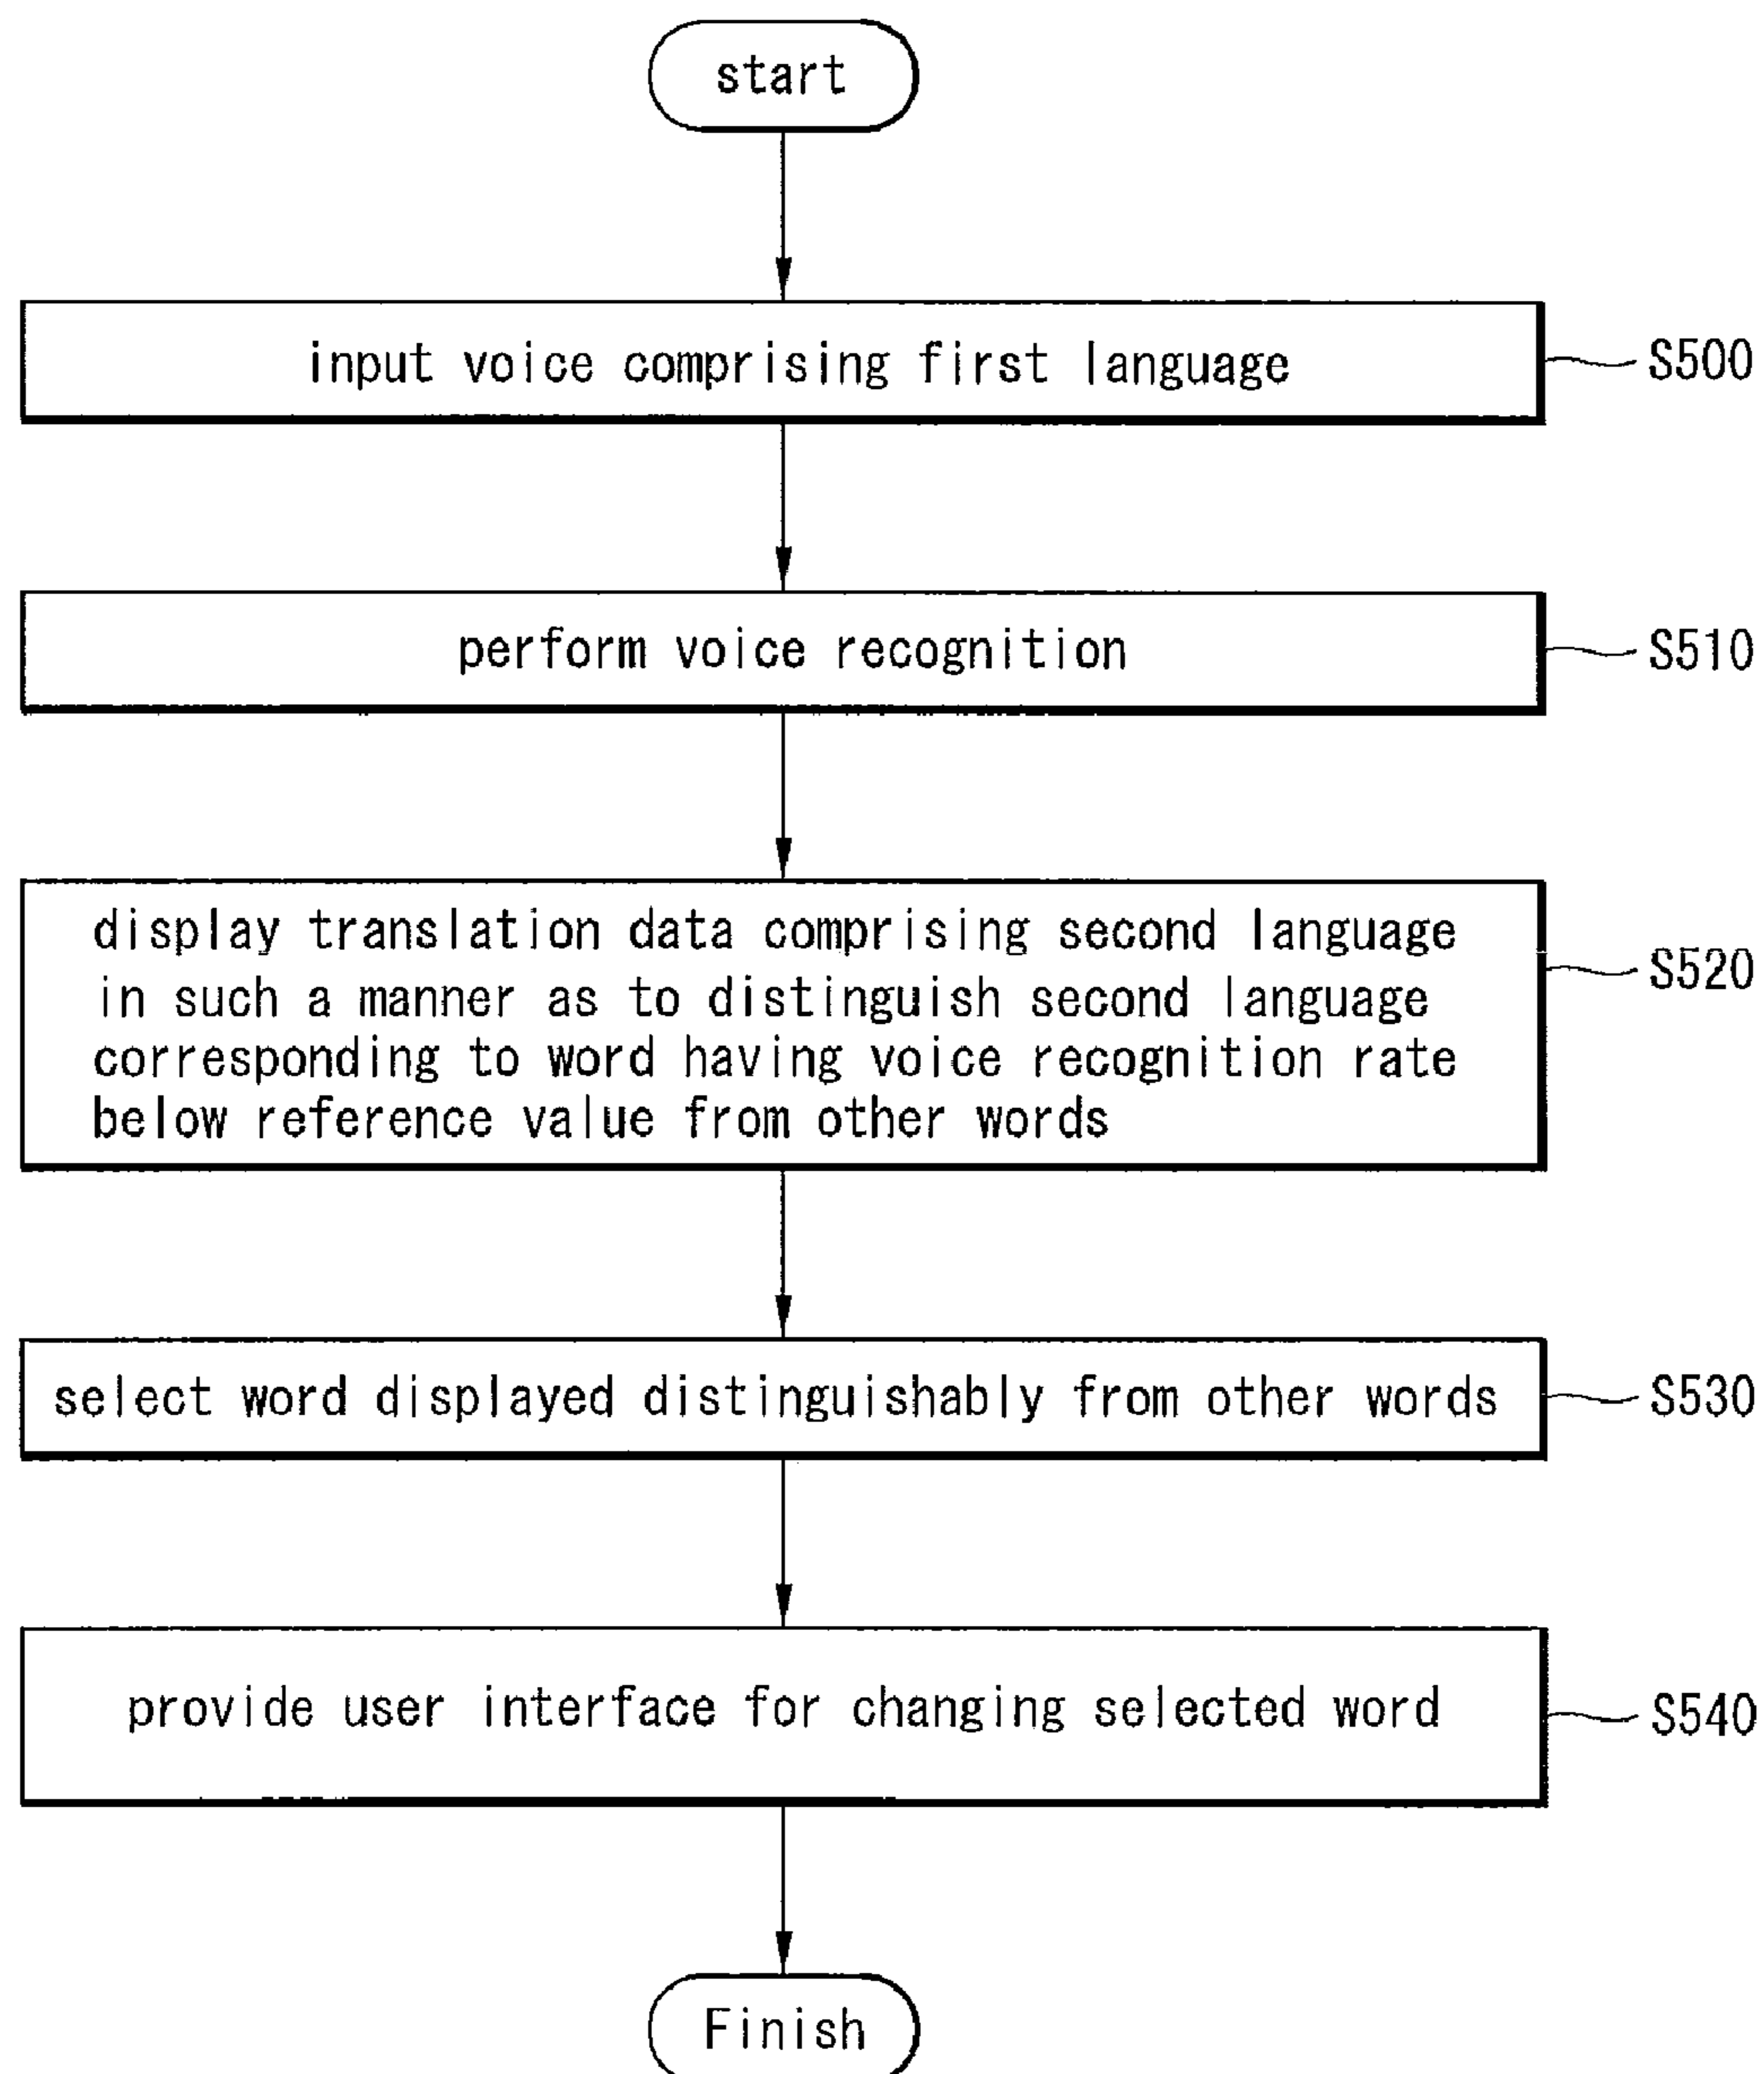 start
input voice comprising first language
S500
perform voice recognition
S510
display translation data comprising second language
in such a manner as to distinguish second language
corresponding to word having voice recognition rate
below reference value from other words
S520
select word displayed distinguishably from other words
S530
provide user interface for changing selected word
S540
Finish